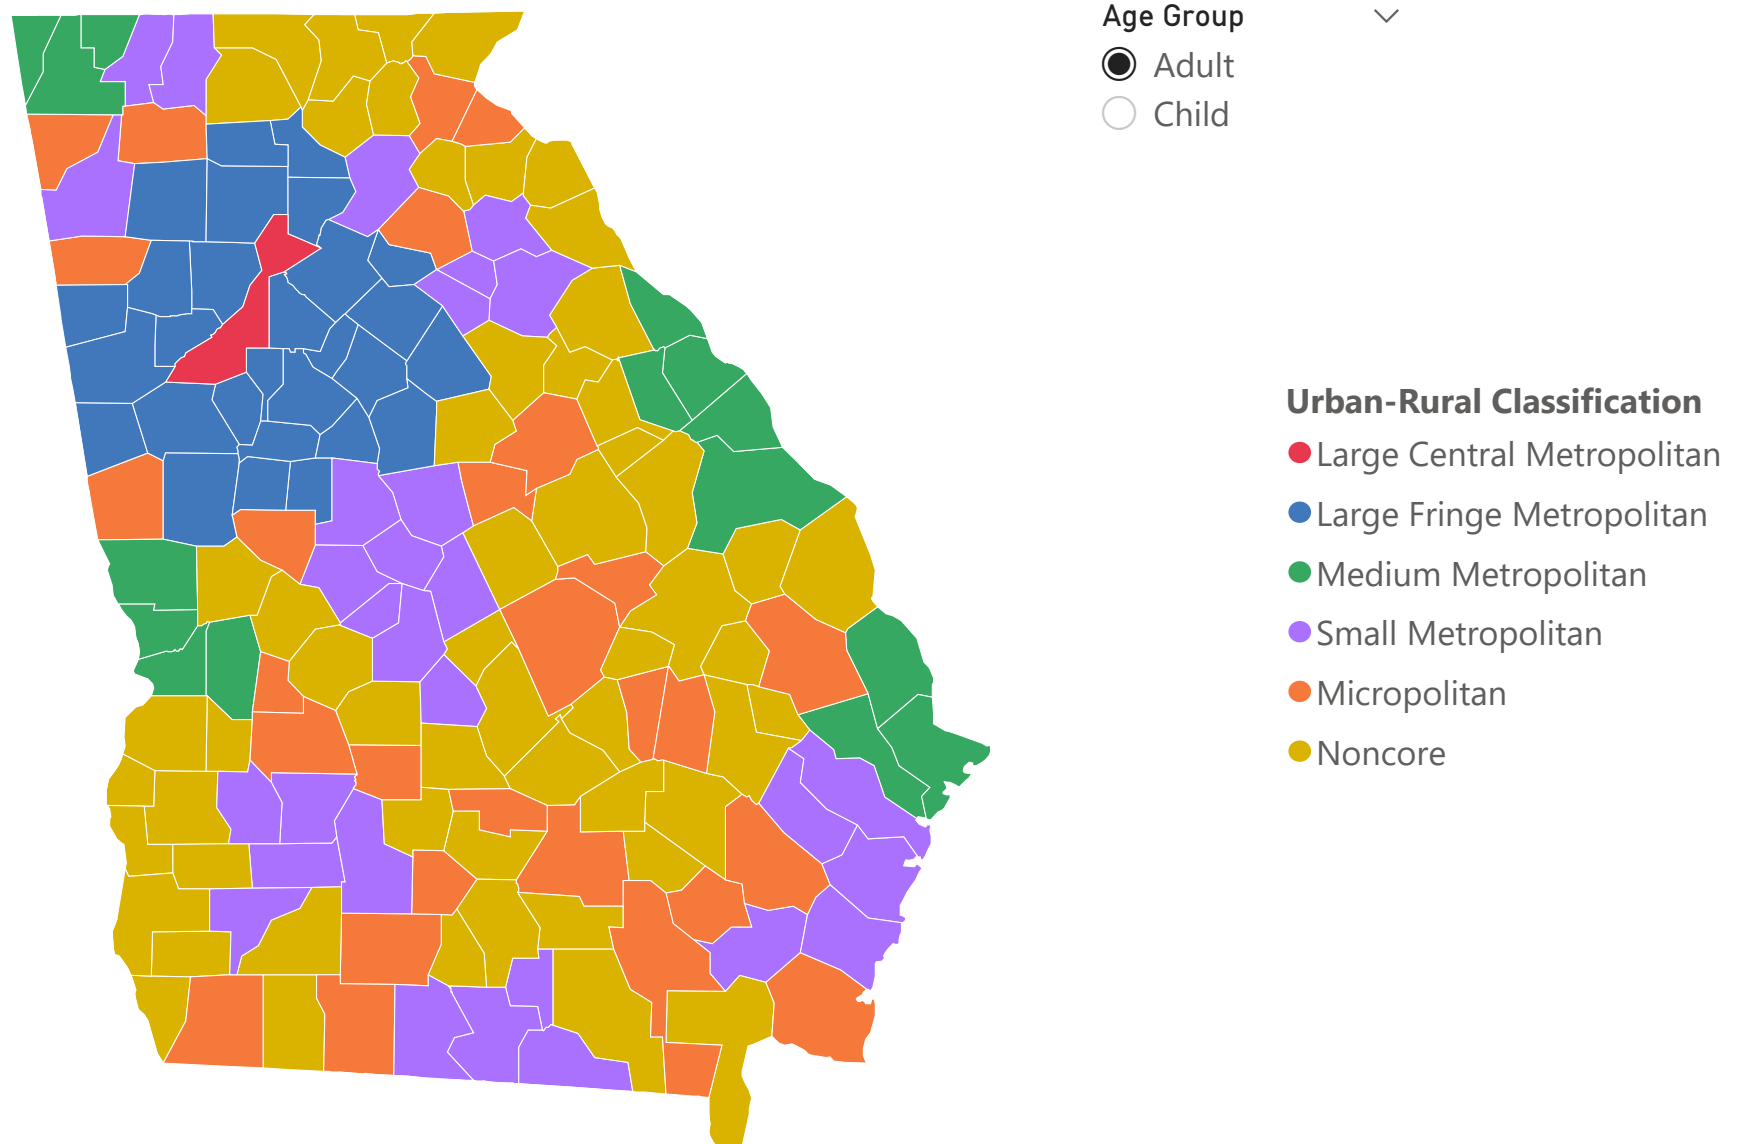 Age Group
Adult
Child
Urban-Rural Classification
Large Central Metropolitan
Large Fringe Metropolitan
Medium Metropolitan
Small Metropolitan
Micropolitan
Noncore